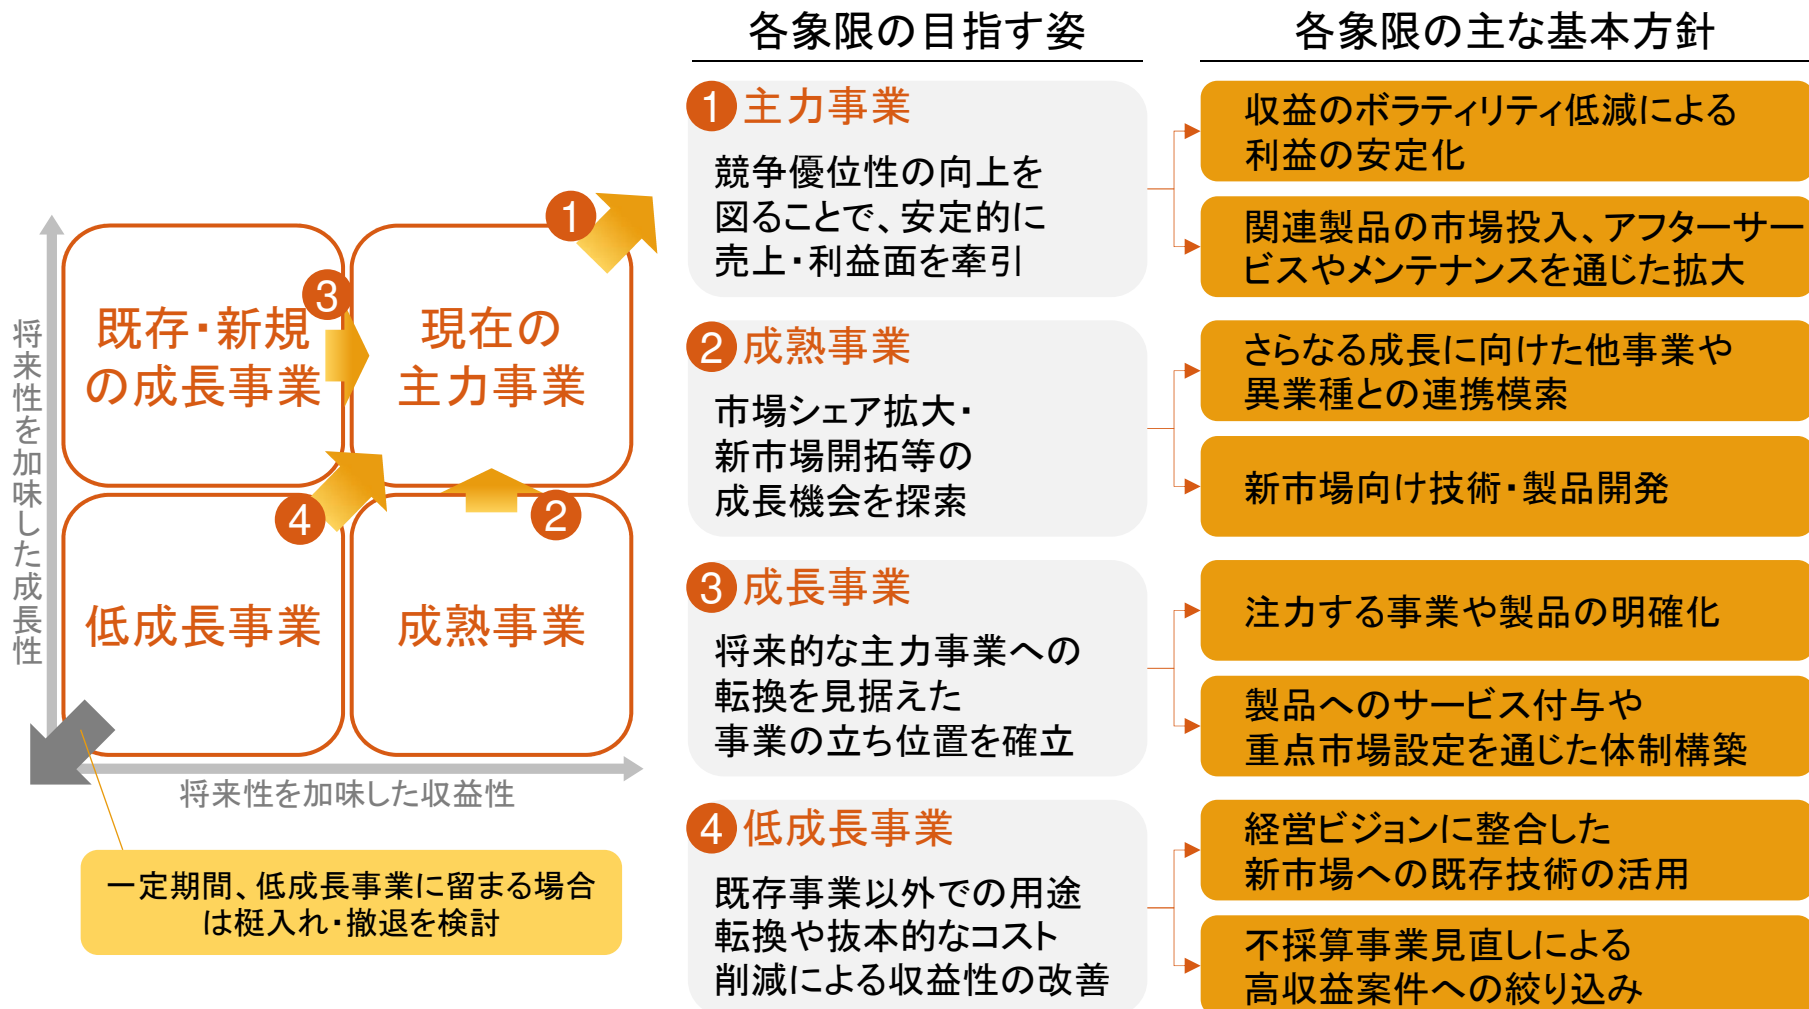 各象限の目指す姿
各象限の主な基本方針
将来性を加味した成長性
既存・新規
の成長事業
現在の
主力事業
低成長事業
成熟事業
1
3
4
2
将来性を加味した収益性
一定期間、低成長事業に留まる場合
は梃入れ・撤退を検討
1 主力事業
競争優位性の向上を
図ることで、安定的に
売上・利益面を牽引
収益のボラティリティ低減による
利益の安定化
関連製品の市場投入、アフターサー
ビスやメンテナンスを通じた拡大
2 成熟事業
市場シェア拡大・
新市場開拓等の
成長機会を探索
さらなる成長に向けた他事業や
異業種との連携模索
新市場向け技術・製品開発
3 成長事業
将来的な主力事業への
転換を見据えた
事業の立ち位置を確立
注力する事業や製品の明確化
製品へのサービス付与や
重点市場設定を通じた体制構築
4 低成長事業
既存事業以外での用途
転換や抜本的なコスト
削減による収益性の改善
経営ビジョンに整合した
新市場への既存技術の活用
不採算事業見直しによる
高収益案件への絞り込み